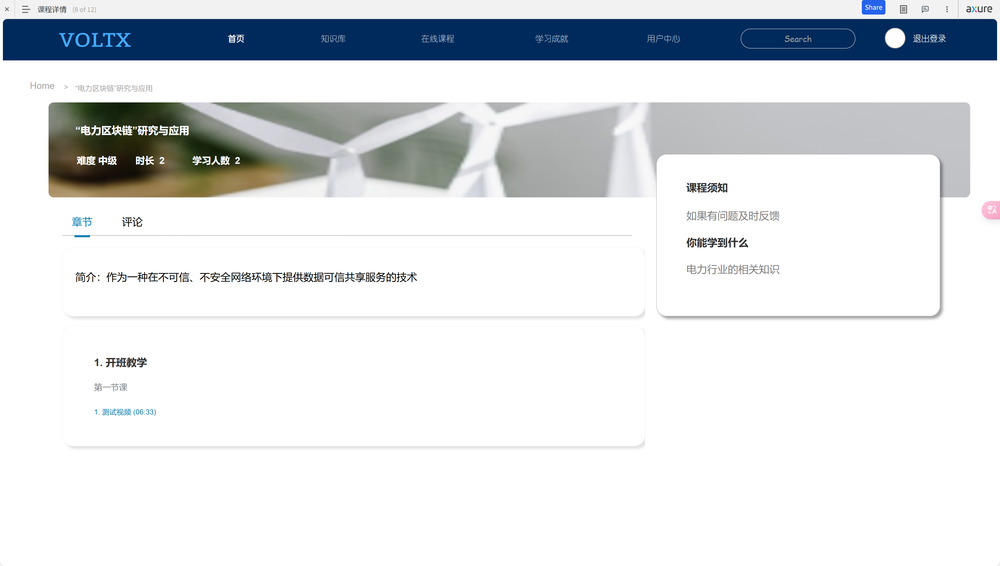 课程详情 (8 of 12) Share axure
VOLTX 首页 知识库 在线课程 学习成就 用户中心 Search 退出登录
Home > “电力区块链”研究与应用
“电力区块链”研究与应用
难度 中级 时长 2 学习人数 2
课程须知
如果有问题及时反馈
你能学到什么
电力行业的相关知识
章节 评论
简介：作为一种在不可信、不安全网络环境下提供数据可信共享服务的技术
1. 开班教学
第一节课
1. 测试视频 (06:33)
中A